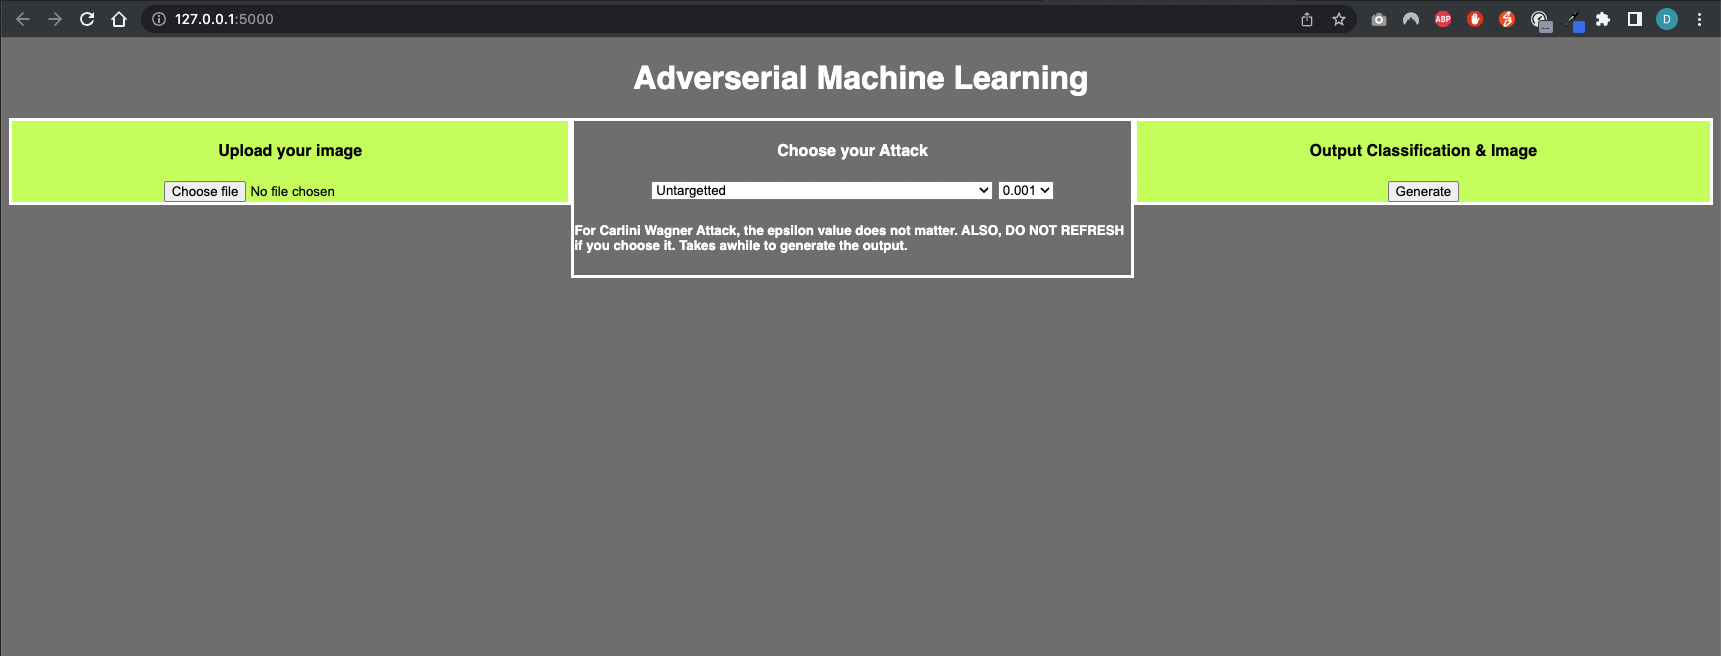 127.0.0.1:5000
ABP
D
Adverserial Machine Learning
Upload your image
Choose file No file chosen
Choose your Attack
Untargetted 0.001
For Carlini Wagner Attack, the epsilon value does not matter. ALSO, DO NOT REFRESH
if you choose it. Takes awhile to generate the output.
Output Classification & Image
Generate